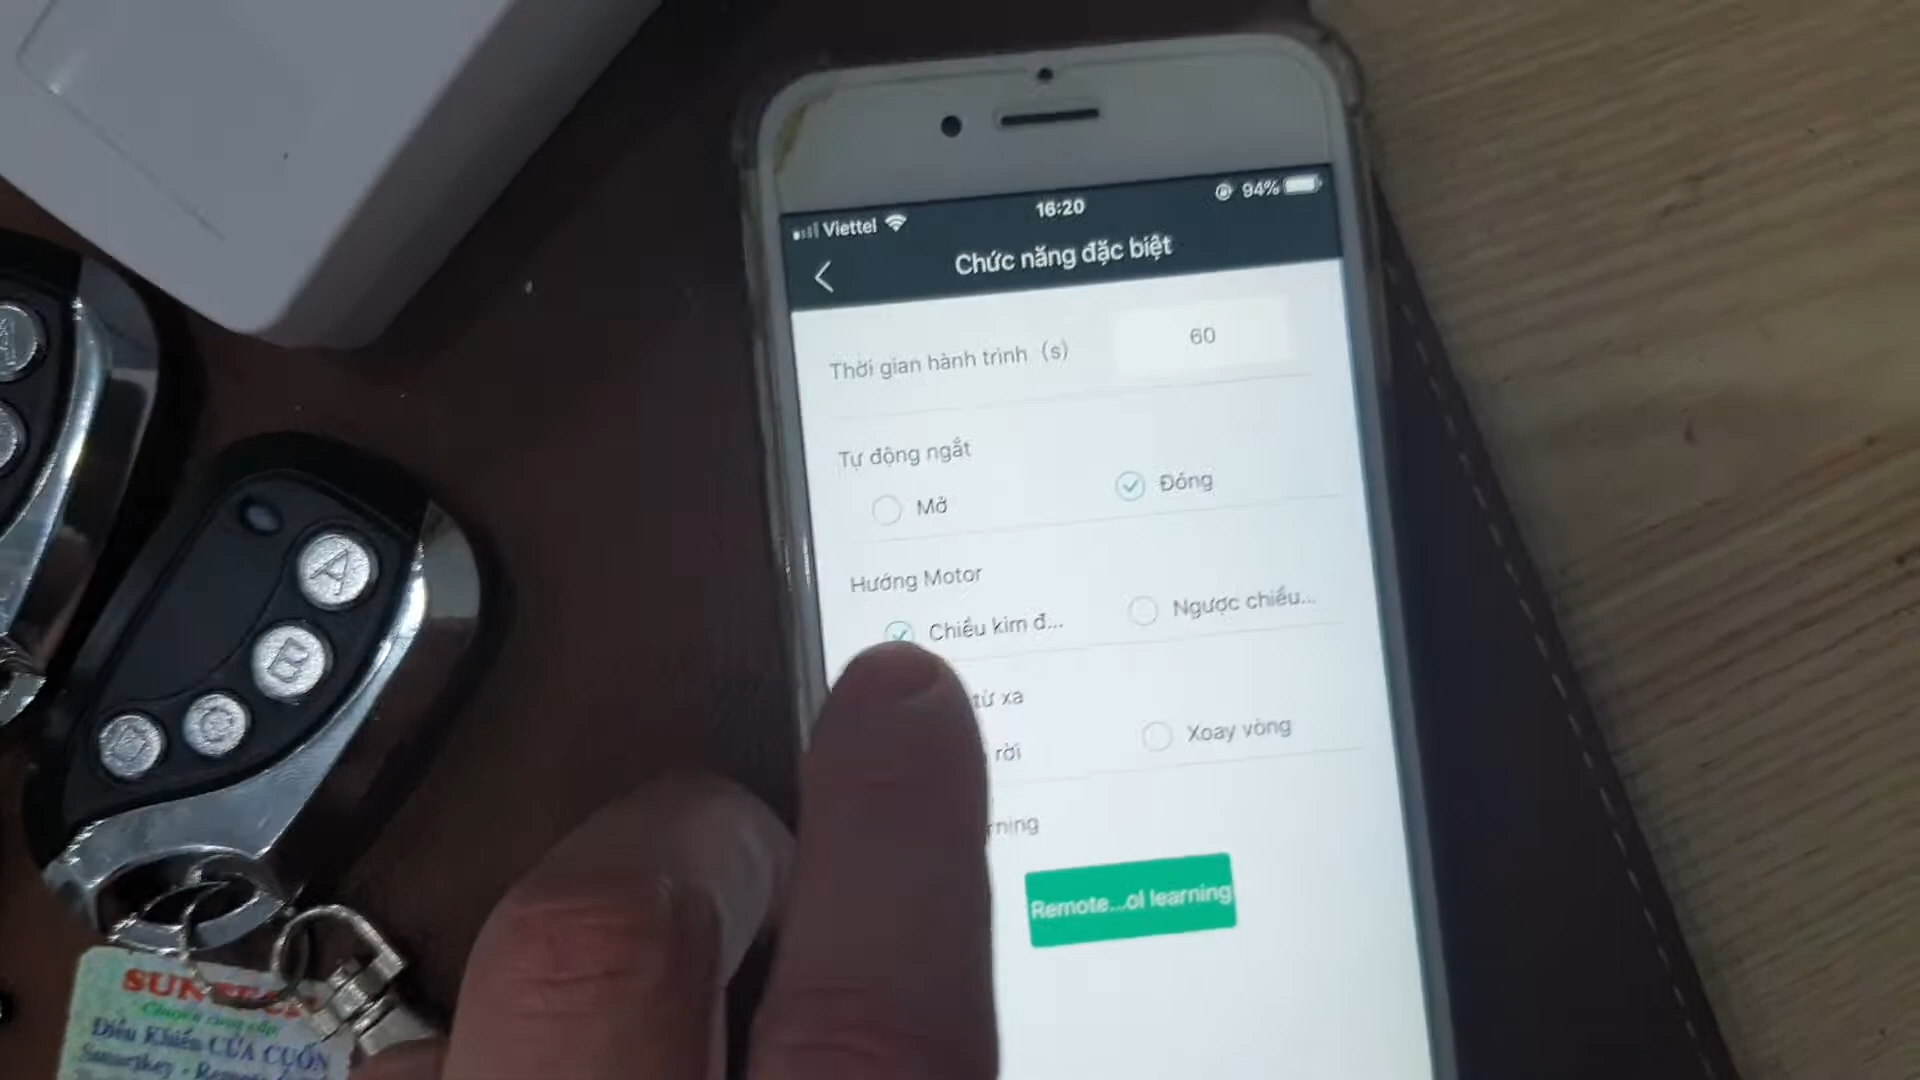 Viettel
16:20
94%
Chức năng đặc biệt
Thời gian hành trình (s)
60
Tự động ngắt
Mở
Đóng
Hướng Motor
Chiều kim đ...
Ngược chiều...
từ xa
rời
Xoay vòng
rning
Remote...ol learning
A
B
Điều Khiển CỬA CUỐN